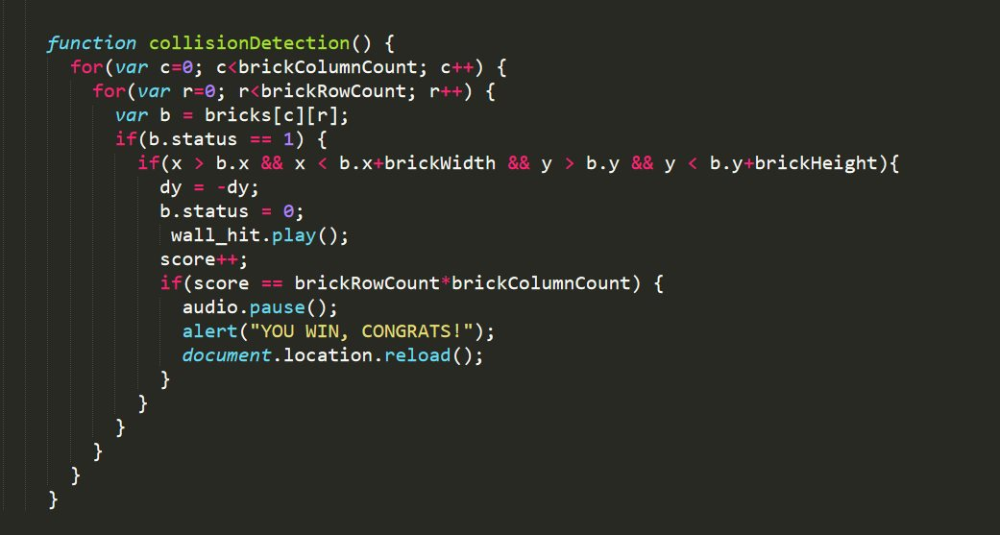 function collisionDetection() {
for(var c=0; c<brickColumnCount; c++) {
for(var r=0; r<brickRowCount; r++) {
var b = bricks[c][r];
if(b.status == 1) {
if(x > b.x && x < b.x+brickWidth && y > b.y && y < b.y+brickHeight){
dy = -dy;
b.status = 0;
wall_hit.play();
score++;
if(score == brickRowCount*brickColumnCount) {
audio.pause();
alert("YOU WIN, CONGRATS!");
document.location.reload();
}
}
}
}
}
}